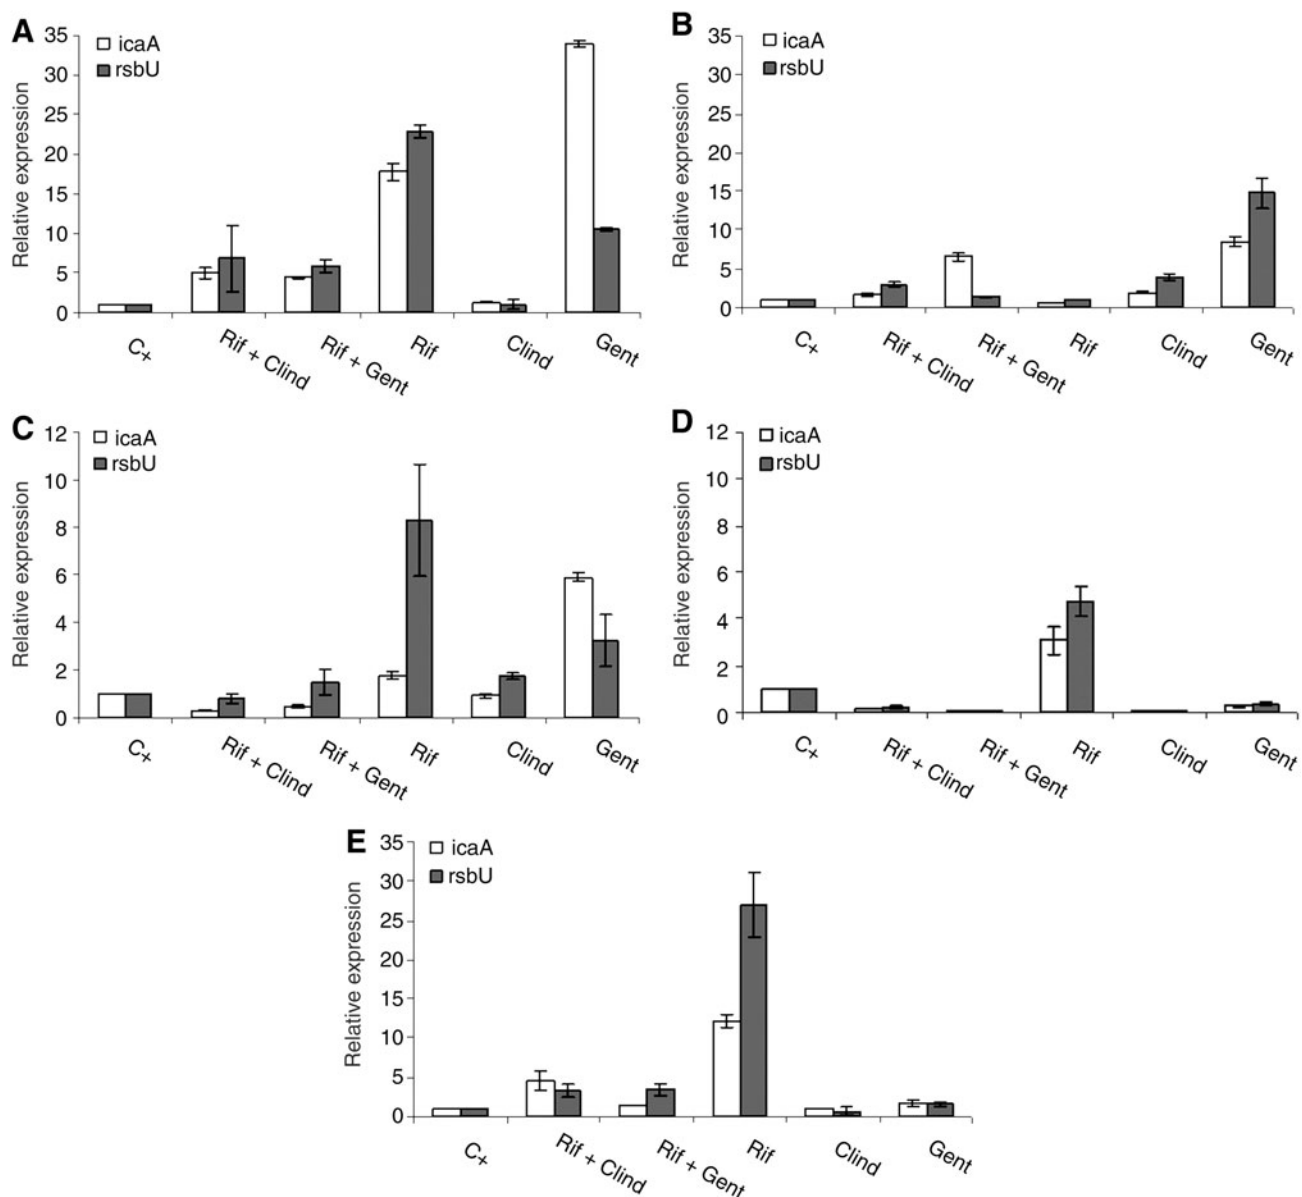 A
icaA
rsbU
Relative expression
35
30
25
20
15
10
5
0
C+
Rif + Clind
Rif + Gent
Rif
Clind
Gent
B
icaA
rsbU
Relative expression
35
30
25
20
15
10
5
0
C+
Rif + Clind
Rif + Gent
Rif
Clind
Gent
C
icaA
rsbU
Relative expression
12
10
8
6
4
2
0
C+
Rif + Clind
Rif + Gent
Rif
Clind
Gent
D
icaA
rsbU
Relative expression
12
10
8
6
4
2
0
C+
Rif + Clind
Rif + Gent
Rif
Clind
Gent
E
icaA
rsbU
Relative expression
35
30
25
20
15
10
5
0
C+
Rif + Clind
Rif + Gent
Rif
Clind
Gent